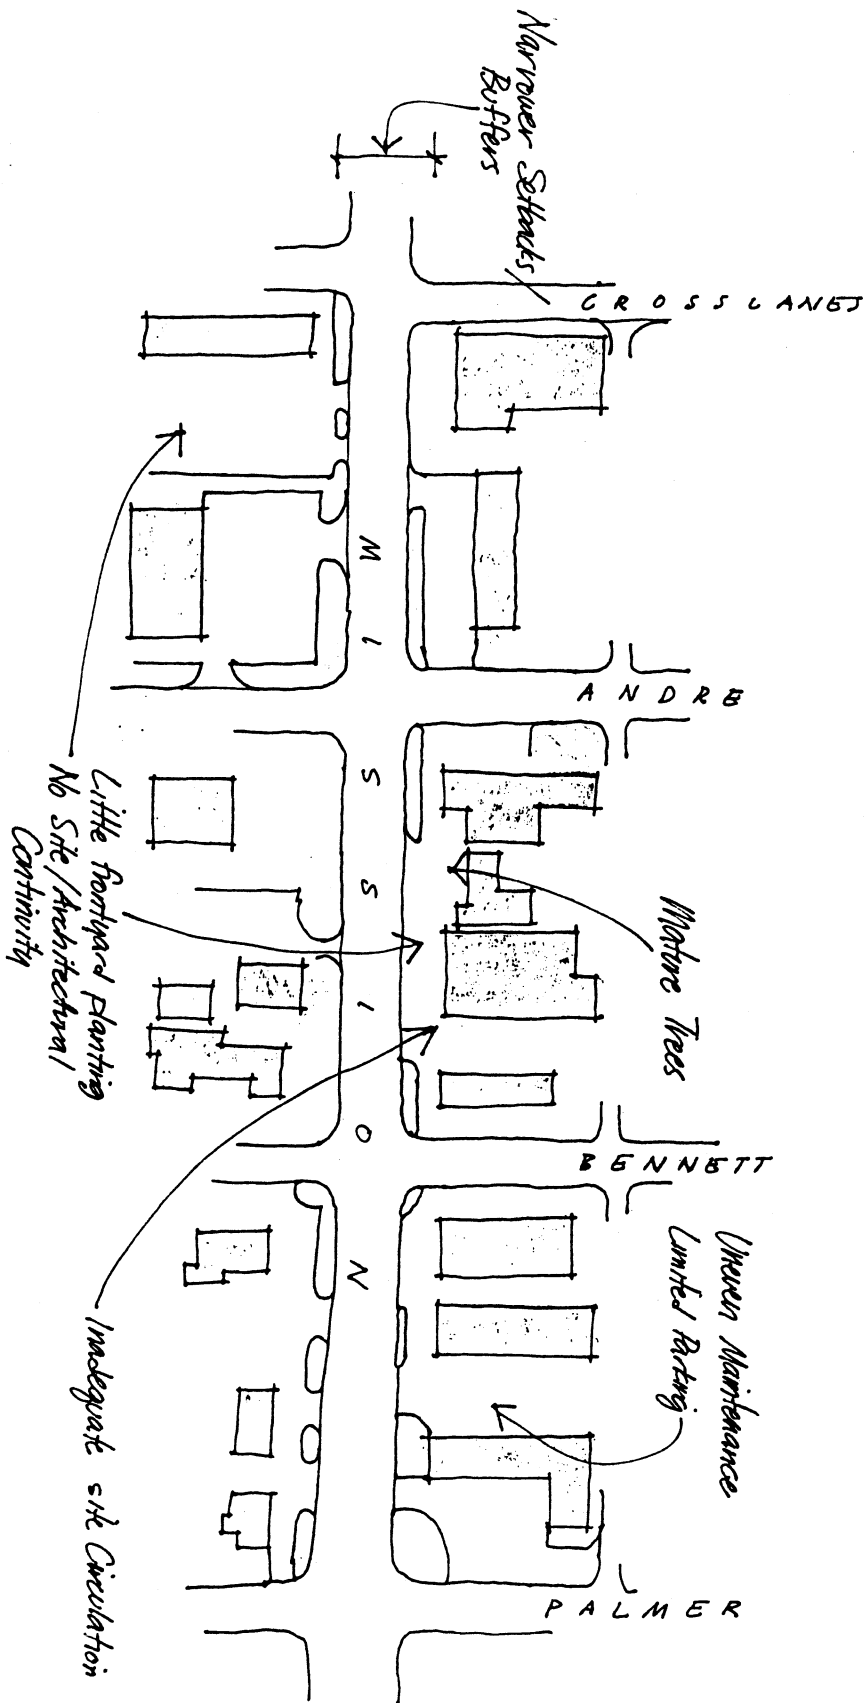 Narrower Setbacks/
Buffers
CROSSLANES
MISSION
ANDRE
Mature Trees
Little frontyard planting
No Site/Architectural
Continuity
BENNETT
Uneven Maintenance
Limited Parking
Inadequate site Circulation
PALMER